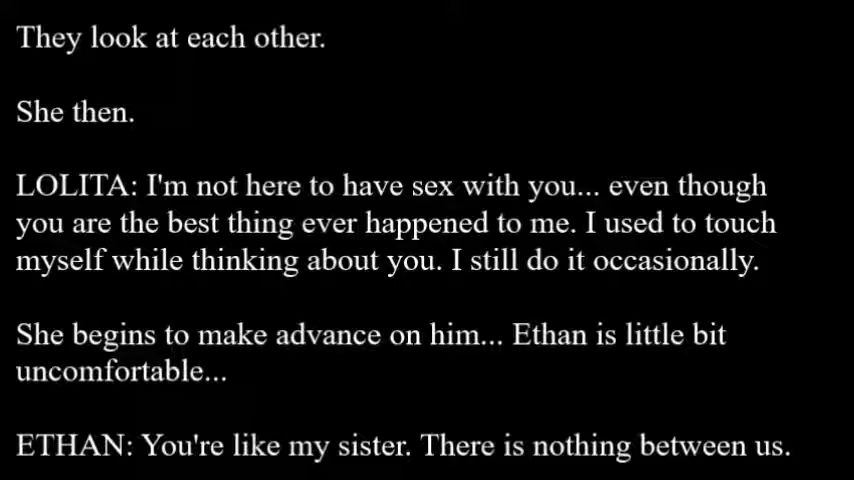 They look at each other.
She then.
LOLITA: I'm not here to have sex with you... even though
you are the best thing ever happened to me. I used to touch
myself while thinking about you. I still do it occasionally.
She begins to make advance on him... Ethan is little bit
uncomfortable...
ETHAN: You're like my sister. There is nothing between us.